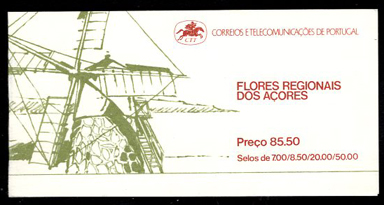 CTT
CORREIOS E TELECOMUNICAÇÕES DE PORTUGAL
FLORES REGIONAIS
DOS AÇORES
Preço 85.50
Selos de 7.00/8.50/20.00/50.00